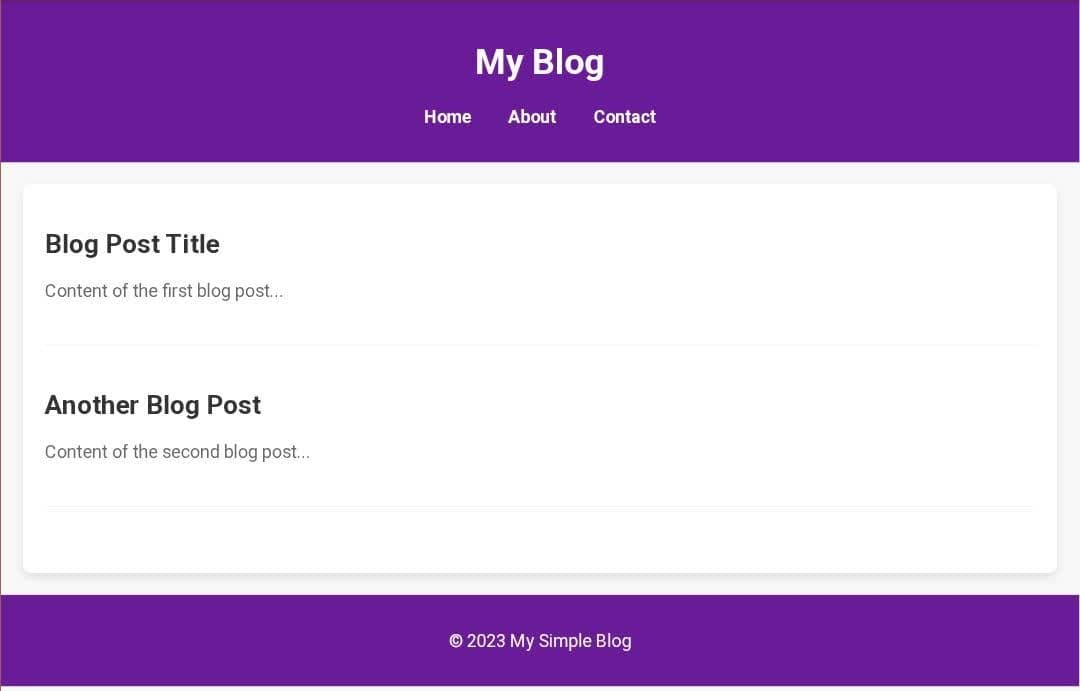 My Blog
Home About Contact
Blog Post Title
Content of the first blog post...
Another Blog Post
Content of the second blog post...
© 2023 My Simple Blog